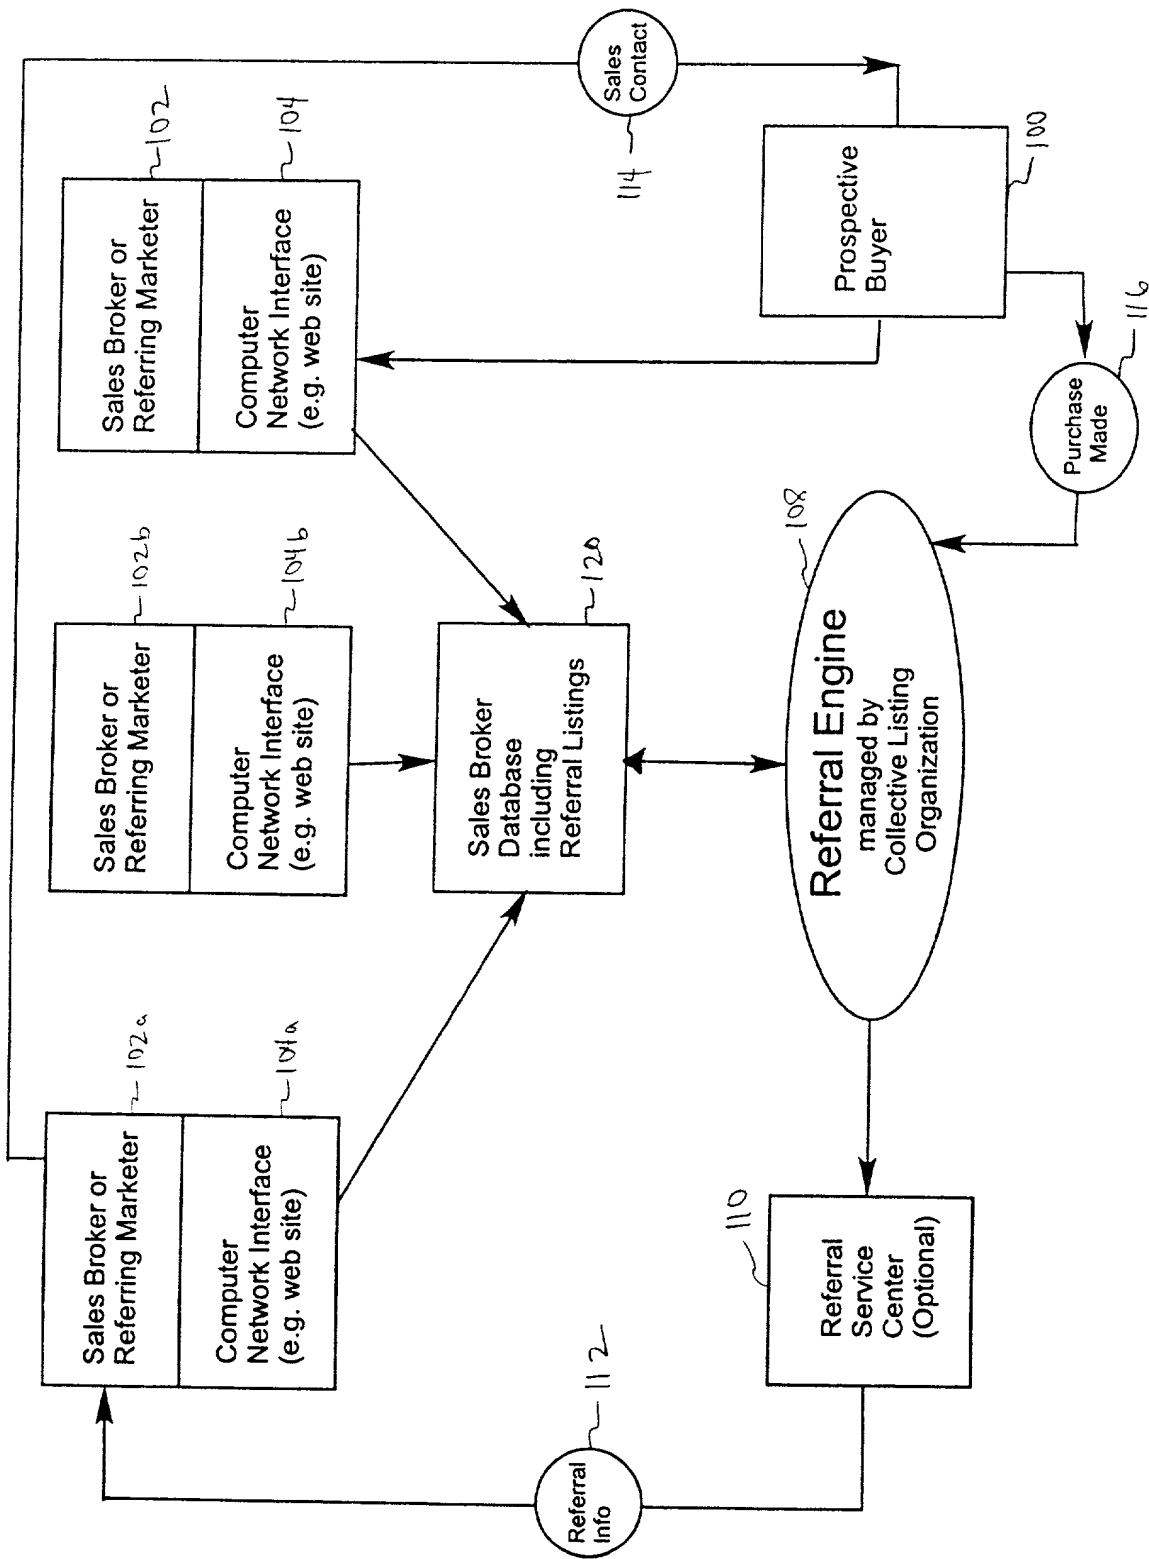 Sales Broker or
Referring Marketer
102a
Computer
Network Interface
(e.g. web site)
104a
Sales Broker or
Referring Marketer
102b
Computer
Network Interface
(e.g. web site)
104b
Sales Broker or
Referring Marketer
102
Computer
Network Interface
(e.g. web site)
104
Referral
Info
112
Sales Broker
Database
including
Referral Listings
120
Sales
Contact
114
Referral
Service
Center
(Optional)
110
Referral Engine
managed by
Collective Listing
Organization
108
Prospective
Buyer
100
Purchase
Made
116